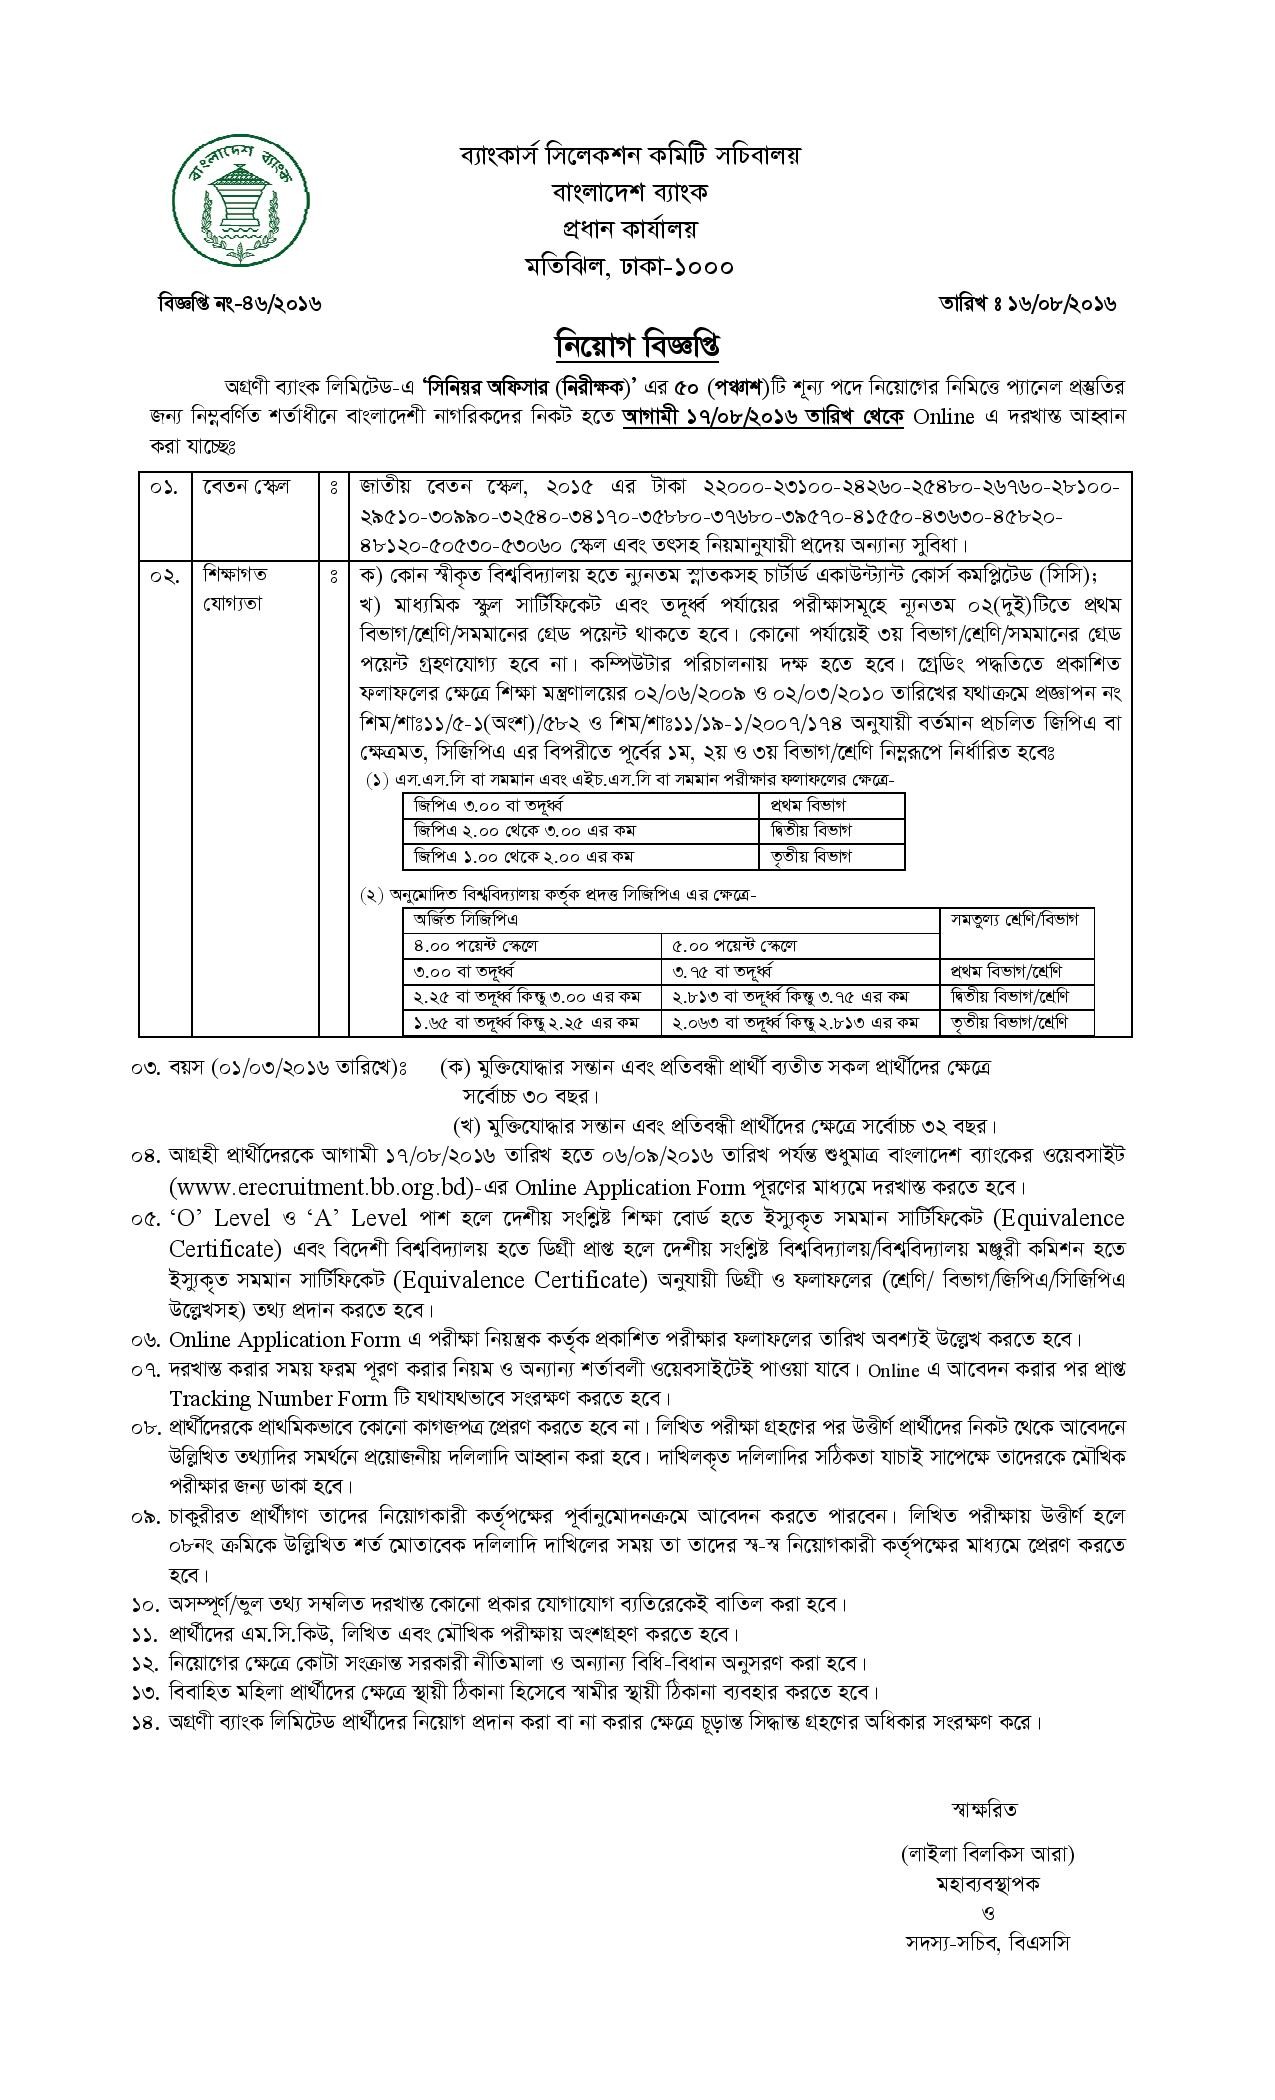 বাংলাদেশ ব্যাংক
ব্যাংকার্স সিলেকশন কমিটি সচিবালয়
বাংলাদেশ ব্যাংক
প্রধান কার্যালয়
মতিঝিল, ঢাকা-১০০০
বিজ্ঞপ্তি নং-৪৬/২০১৬ তারিখ ঃ ১৬/০৮/২০১৬
নিয়োগ বিজ্ঞপ্তি
অগ্রণী ব্যাংক লিমিটেড-এ ‘সিনিয়র অফিসার (নিরীক্ষক)’ এর ৫০ (পঞ্চাশ)টি শূন্য পদে নিয়োগের নিমিত্তে প্যানেল প্রস্তুতির
জন্য নিম্নবর্ণিত শর্তাধীনে বাংলাদেশী নাগরিকদের নিকট হতে আগামী ১৭/০৮/২০১৬ তারিখ থেকে Online এ দরখাস্ত আহ্বান
করা যাচ্ছেঃ
০১. বেতন স্কেল ঃ জাতীয় বেতন স্কেল, ২০১৫ এর টাকা ২২০০০-২৩১০০-২৪২৬০-২৫৪৮০-২৬৭৬০-২৮১০০-
২৯৫১০-৩০৯৯০-৩২৫৪০-৩৪১৭০-৩৫৮৮০-৩৭৬৮০-৩৯৫৭০-৪১৫৫০-৪৩৬৩০-৪৫৮২০-
৪৮১২০-৫০৫৩০-৫৩০৬০ স্কেল এবং তৎসহ নিয়মানুযায়ী প্রদেয় অন্যান্য সুবিধা।
০২. শিক্ষাগত ঃ ক) কোন স্বীকৃত বিশ্ববিদ্যালয় হতে ন্যুনতম স্নাতকসহ চার্টার্ড একাউন্ট্যান্ট কোর্স কমপ্লিটেড (সিসি);
যোগ্যতা খ) মাধ্যমিক স্কুল সার্টিফিকেট এবং তদূর্ধ্ব পর্যায়ের পরীক্ষাসমূহে ন্যূনতম ০২(দুই)টিতে প্রথম
বিভাগ/শ্রেণি/সমমানের গ্রেড পয়েন্ট থাকতে হবে। কোনো পর্যায়েই ৩য় বিভাগ/শ্রেণি/সমমানের গ্রেড
পয়েন্ট গ্রহণযোগ্য হবে না। কম্পিউটার পরিচালনায় দক্ষ হতে হবে। গ্রেডিং পদ্ধতিতে প্রকাশিত
ফলাফলের ক্ষেত্রে শিক্ষা মন্ত্রণালয়ের ০২/০৬/২০০৯ ও ০২/০৩/২০১০ তারিখের যথাক্রমে প্রজ্ঞাপন নং
শিম/শাঃ১১/৫-১(অংশ)/৫৮২ ও শিম/শাঃ১১/১৯-১/২০০৭/১৭৪ অনুযায়ী বর্তমান প্রচলিত জিপিএ বা
ক্ষেত্রমত, সিজিপিএ এর বিপরীতে পূর্বের ১ম, ২য় ও ৩য় বিভাগ/শ্রেণি নিম্নরূপে নির্ধারিত হবেঃ
(১) এস.এস.সি বা সমমান এবং এইচ.এস.সি বা সমমান পরীক্ষার ফলাফলের ক্ষেত্রে-
জিপিএ ৩.০০ বা তদূর্ধ্ব প্রথম বিভাগ
জিপিএ ২.০০ থেকে ৩.০০ এর কম দ্বিতীয় বিভাগ
জিপিএ ১.০০ থেকে ২.০০ এর কম তৃতীয় বিভাগ
(২) অনুমোদিত বিশ্ববিদ্যালয় কর্তৃক প্রদত্ত সিজিপিএ এর ক্ষেত্রে-
অর্জিত সিজিপিএ সমতুল্য শ্রেণি/বিভাগ
৪.০০ পয়েন্ট স্কেলে ৫.০০ পয়েন্ট স্কেলে
৩.০০ বা তদূর্ধ্ব ৩.৭৫ বা তদূর্ধ্ব প্রথম বিভাগ/শ্রেণি
২.২৫ বা তদূর্ধ্ব কিন্তু ৩.০০ এর কম ২.৮১৩ বা তদূর্ধ্ব কিন্তু ৩.৭৫ এর কম দ্বিতীয় বিভাগ/শ্রেণি
১.৬৫ বা তদূর্ধ্ব কিন্তু ২.২৫ এর কম ২.০৬৩ বা তদূর্ধ্ব কিন্তু ২.৮১৩ এর কম তৃতীয় বিভাগ/শ্রেণি
০৩. বয়স (০১/০৩/২০১৬ তারিখে)ঃ (ক) মুক্তিযোদ্ধার সন্তান এবং প্রতিবন্ধী প্রার্থী ব্যতীত সকল প্রার্থীদের ক্ষেত্রে
সর্বোচ্চ ৩০ বছর।
(খ) মুক্তিযোদ্ধার সন্তান এবং প্রতিবন্ধী প্রার্থীদের ক্ষেত্রে সর্বোচ্চ ৩২ বছর।
০৪. আগ্রহী প্রার্থীদেরকে আগামী ১৭/০৮/২০১৬ তারিখ হতে ০৬/০৯/২০১৬ তারিখ পর্যন্ত শুধুমাত্র বাংলাদেশ ব্যাংকের ওয়েবসাইট
(www.erecruitment.bb.org.bd)-এর Online Application Form পূরণের মাধ্যমে দরখাস্ত করতে হবে।
০৫. ‘O’ Level ও ‘A’ Level পাশ হলে দেশীয় সংশ্লিষ্ট শিক্ষা বোর্ড হতে ইস্যুকৃত সমমান সার্টিফিকেট (Equivalence
Certificate) এবং বিদেশী বিশ্ববিদ্যালয় হতে ডিগ্রী প্রাপ্ত হলে দেশীয় সংশ্লিষ্ট বিশ্ববিদ্যালয়/বিশ্ববিদ্যালয় মঞ্জুরী কমিশন হতে
ইস্যুকৃত সমমান সার্টিফিকেট (Equivalence Certificate) অনুযায়ী ডিগ্রী ও ফলাফলের (শ্রেণি/ বিভাগ/জিপিএ/সিজিপিএ
উল্লেখসহ) তথ্য প্রদান করতে হবে।
০৬. Online Application Form এ পরীক্ষা নিয়ন্ত্রক কর্তৃক প্রকাশিত পরীক্ষার ফলাফলের তারিখ অবশ্যই উল্লেখ করতে হবে।
০৭. দরখাস্ত করার সময় ফরম পূরণ করার নিয়ম ও অন্যান্য শর্তাবলী ওয়েবসাইটেই পাওয়া যাবে। Online এ আবেদন করার পর প্রাপ্ত
Tracking Number Form টি যথাযথভাবে সংরক্ষণ করতে হবে।
০৮. প্রার্থীদেরকে প্রাথমিকভাবে কোনো কাগজপত্র প্রেরণ করতে হবে না। লিখিত পরীক্ষা গ্রহণের পর উত্তীর্ণ প্রার্থীদের নিকট থেকে আবেদনে
উল্লিখিত তথ্যাদির সমর্থনে প্রয়োজনীয় দলিলাদি আহ্বান করা হবে। দাখিলকৃত দলিলাদির সঠিকতা যাচাই সাপেক্ষে তাদেরকে মৌখিক
পরীক্ষার জন্য ডাকা হবে।
০৯. চাকুরীরত প্রার্থীগণ তাদের নিয়োগকারী কর্তৃপক্ষের পূর্বানুমোদনক্রমে আবেদন করতে পারবেন। লিখিত পরীক্ষায় উত্তীর্ণ হলে
০৮নং ক্রমিকে উল্লিখিত শর্ত মোতাবেক দলিলাদি দাখিলের সময় তা তাদের স্ব-স্ব নিয়োগকারী কর্তৃপক্ষের মাধ্যমে প্রেরণ করতে
হবে।
১০. অসম্পূর্ণ/ভুল তথ্য সম্বলিত দরখাস্ত কোনো প্রকার যোগাযোগ ব্যতিরেকেই বাতিল করা হবে।
১১. প্রার্থীদের এম.সি.কিউ, লিখিত এবং মৌখিক পরীক্ষায় অংশগ্রহণ করতে হবে।
১২. নিয়োগের ক্ষেত্রে কোটা সংক্রান্ত সরকারী নীতিমালা ও অন্যান্য বিধি-বিধান অনুসরণ করা হবে।
১৩. বিবাহিত মহিলা প্রার্থীদের ক্ষেত্রে স্থায়ী ঠিকানা হিসেবে স্বামীর স্থায়ী ঠিকানা ব্যবহার করতে হবে।
১৪. অগ্রণী ব্যাংক লিমিটেড প্রার্থীদের নিয়োগ প্রদান করা বা না করার ক্ষেত্রে চূড়ান্ত সিদ্ধান্ত গ্রহণের অধিকার সংরক্ষণ করে।
স্বাক্ষরিত
(লাইলা বিলকিস আরা)
মহাব্যবস্থাপক
ও
সদস্য-সচিব, বিএসসি